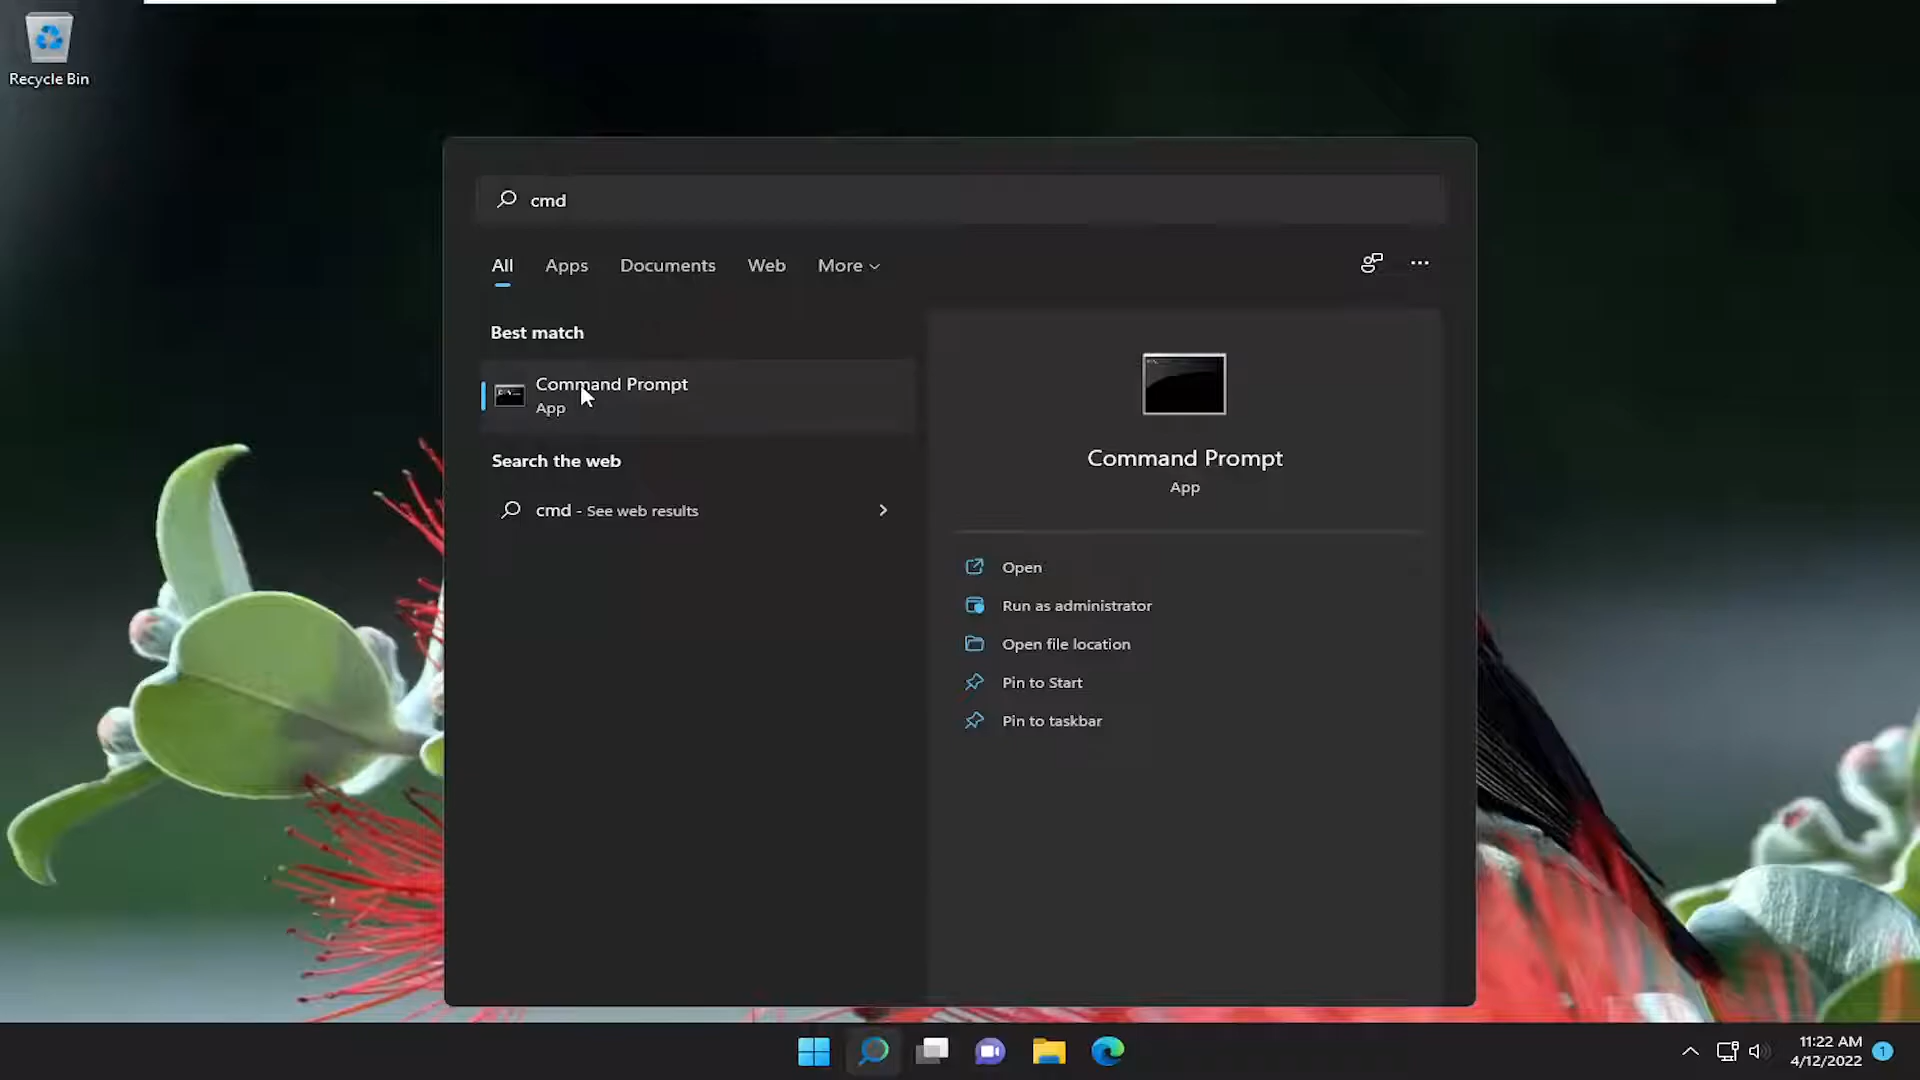 Recycle Bin
cmd
All Apps Documents Web More
Best match
Command Prompt
App
Search the web
cmd - See web results
Command Prompt
App
Open
Run as administrator
Open file location
Pin to Start
Pin to taskbar
11:22 AM
4/12/2022
1